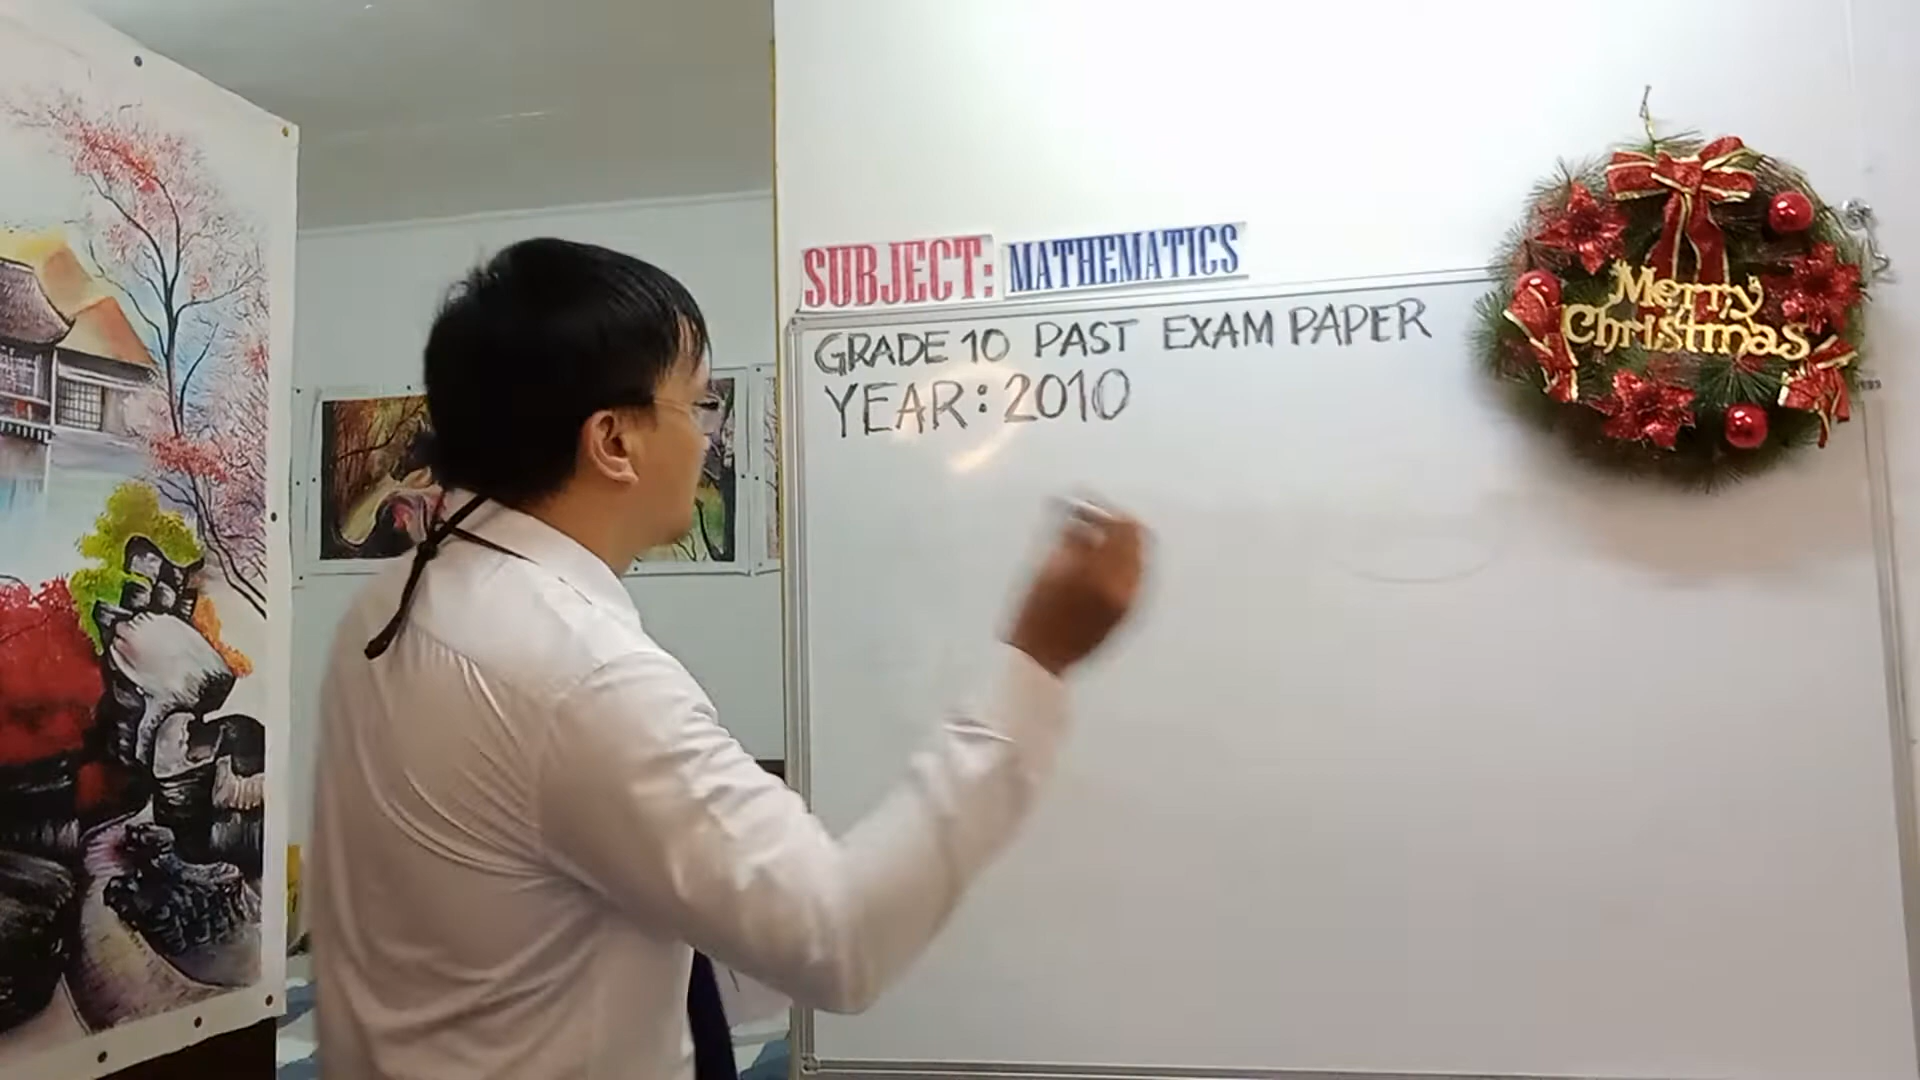 SUBJECT: MATHEMATICS
GRADE 10 PAST EXAM PAPER
YEAR: 2010
Merry
Christmas